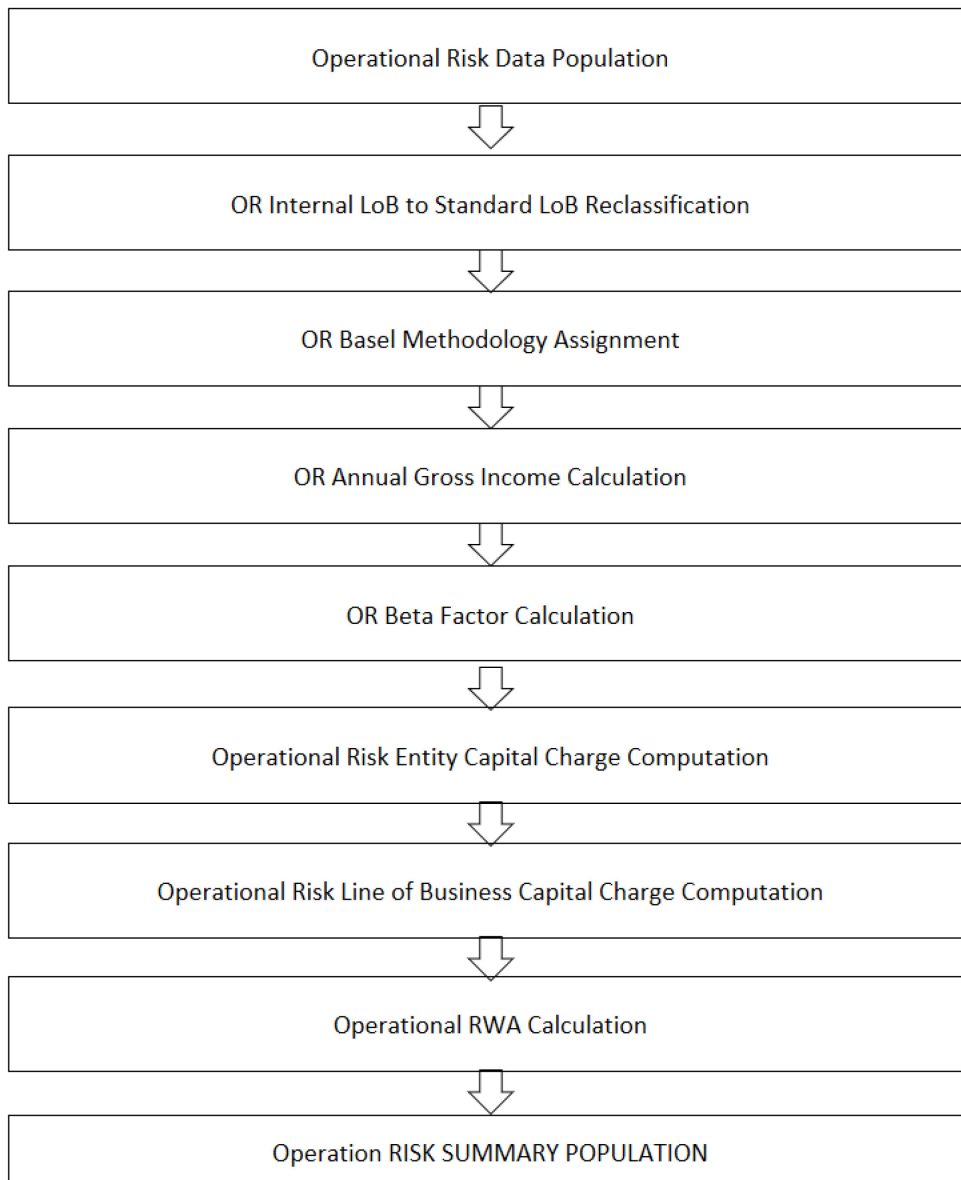 Operational Risk Data Population
OR Internal LoB to Standard LoB Reclassification
OR Basel Methodology Assignment
OR Annual Gross Income Calculation
OR Beta Factor Calculation
Operational Risk Entity Capital Charge Computation
Operational Risk Line of Business Capital Charge Computation
Operational RWA Calculation
Operation RISK SUMMARY POPULATION